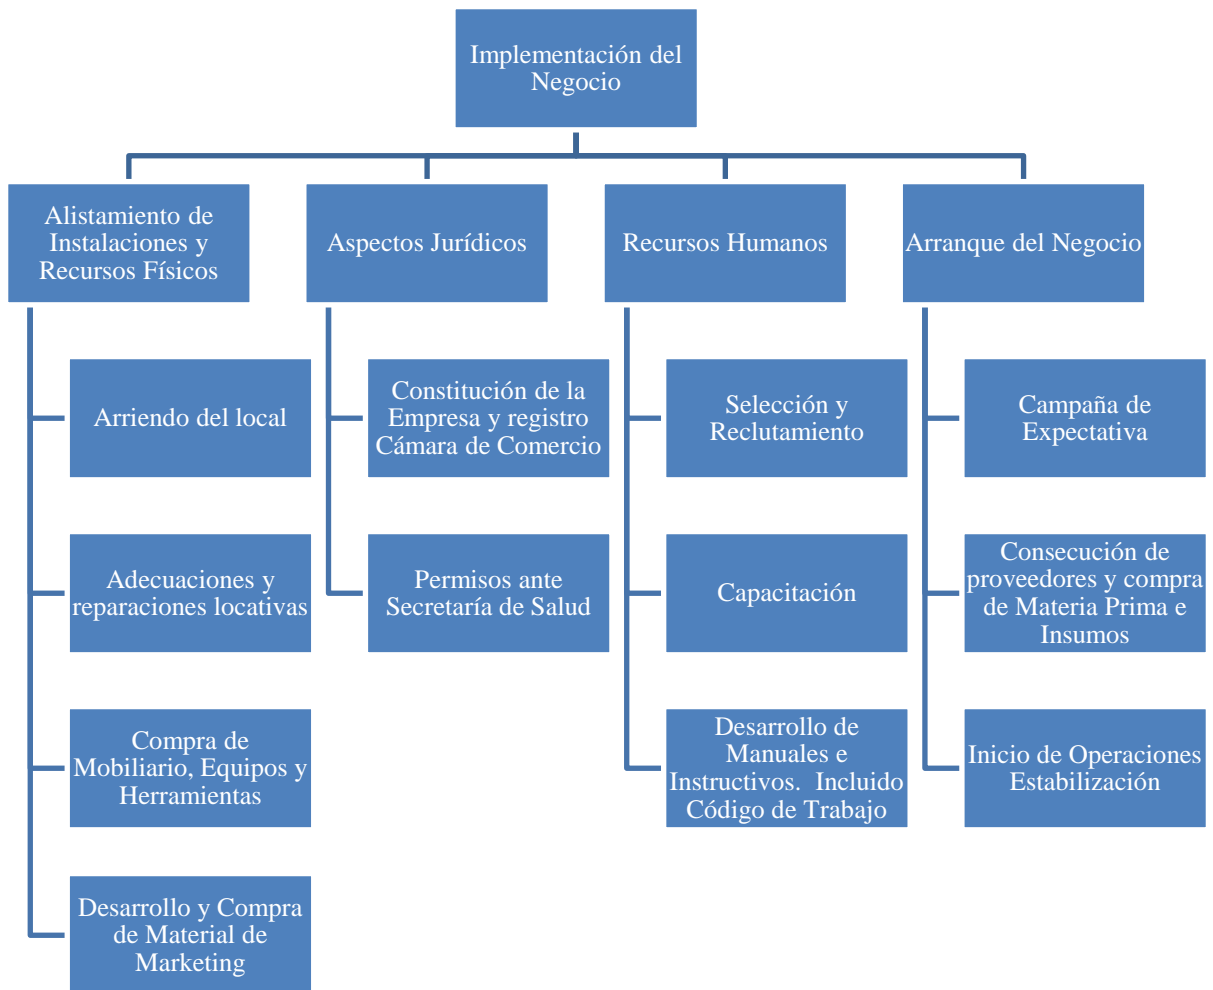 Implementación del
Negocio
Alistamiento de
Instalaciones y
Recursos Físicos
Aspectos Jurídicos
Recursos Humanos
Arranque del Negocio
Arriendo del local
Constitución de la
Empresa y registro
Cámara de Comercio
Selección y
Reclutamiento
Campaña de
Expectativa
Adecuaciones y
reparaciones locativas
Permisos ante
Secretaría de Salud
Capacitación
Consecución de
proveedores y compra
de Materia Prima e
Insumos
Compra de
Mobiliario, Equipos y
Herramientas
Desarrollo de
Manuales e
Instructivos.  Incluido
Código de Trabajo
Inicio de Operaciones
Estabilización
Desarrollo y Compra
de Material de
Marketing